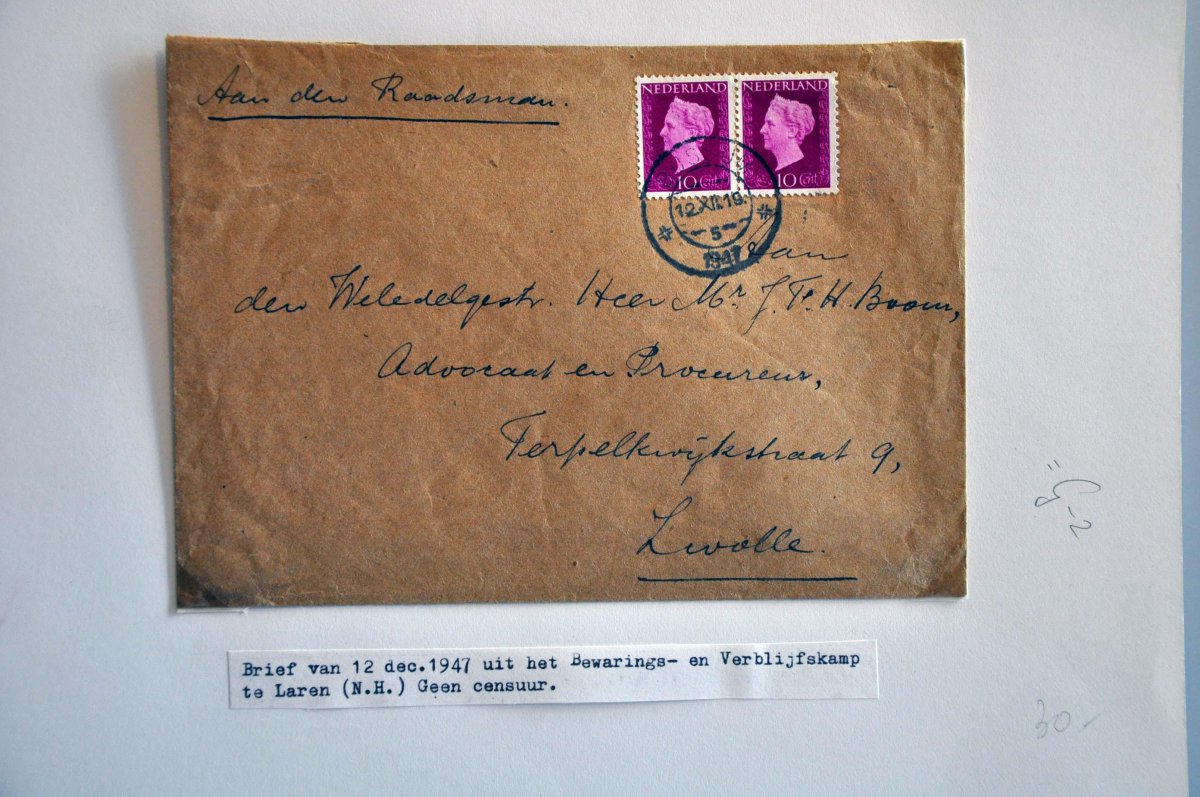 Aan den Raadsman.
NEDERLAND NEDERLAND
10 Cnt 10 Cnt
12.XII.19.
5
1947
Aan
den Weledelgestr. Heer Mr. J. F. H. Boom,
Advocaat en Procureur,
Terpelkwijkstraat 9,
Zwolle.
Brief van 12 dec.1947 uit het Bewarings- en Verblijfskamp
te Laren (N.H.) Geen censuur.
30-